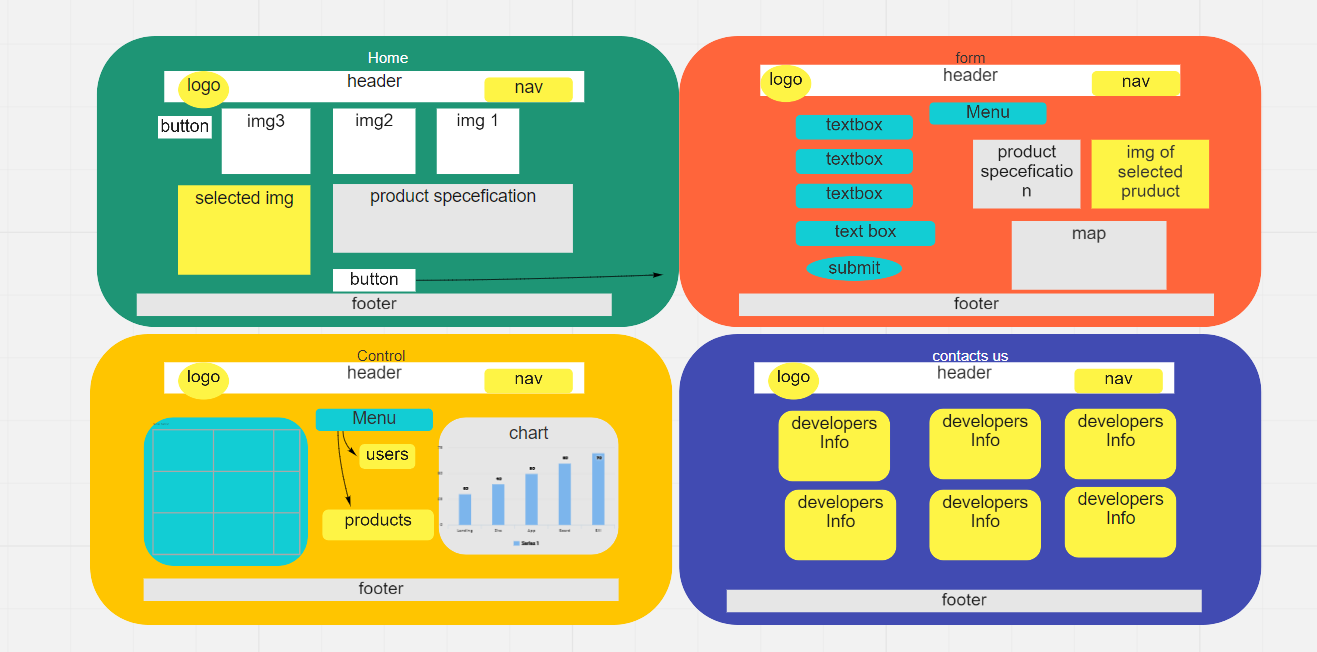 Home
logo
header
nav
button
img3
img2
img 1
selected img
product specefication
button
footer
form
logo
header
nav
textbox
Menu
textbox
textbox
text box
submit
product
speceficatio
n
img of
selected
pruduct
map
footer
Control
logo
header
nav
Menu
users
products
chart
Series 1
footer
contacts us
logo
header
nav
developers
Info
developers
Info
developers
Info
developers
Info
developers
Info
developers
Info
footer